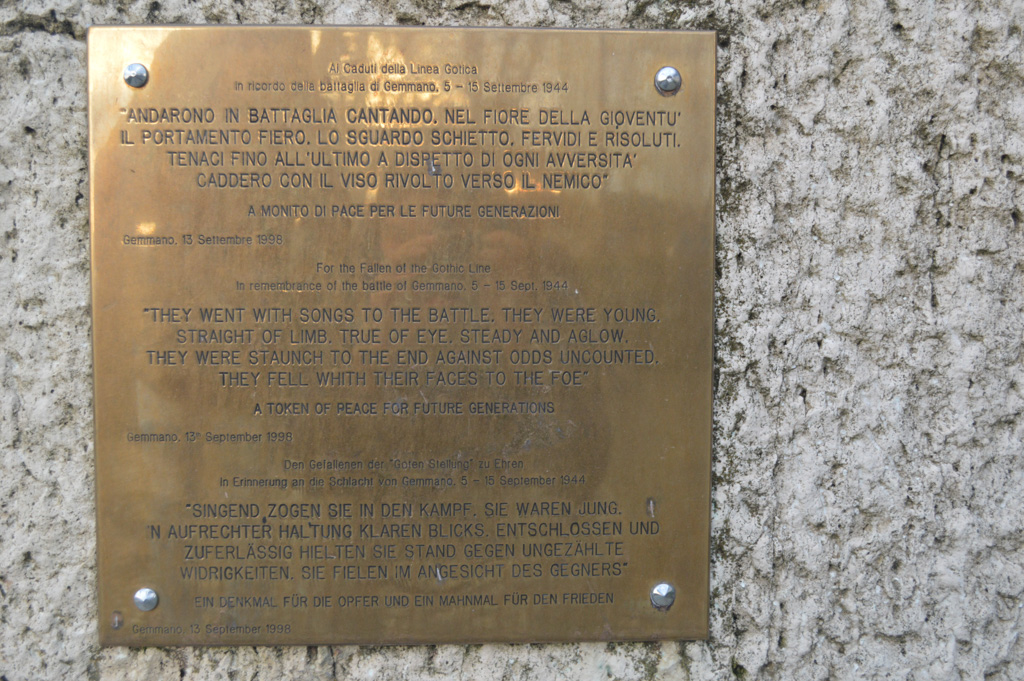 Ai Caduti della Linea Gotica
In ricordo della battaglia di Gemmano, 5 - 15 Settembre 1944
"ANDARONO IN BATTAGLIA CANTANDO, NEL FIORE DELLA GIOVENTU'
IL PORTAMENTO FIERO, LO SGUARDO SCHIETTO, FERVIDI E RISOLUTI,
TENACI FINO ALL'ULTIMO A DISPETTO DI OGNI AVVERSITA'
CADDERO CON IL VISO RIVOLTO VERSO IL NEMICO"
A MONITO DI PACE PER LE FUTURE GENERAZIONI
Gemmano, 13 Settembre 1998
For the Fallen of the Gothic Line
In remembrance of the battle of Gemmano, 5 - 15 Sept. 1944
"THEY WENT WITH SONGS TO THE BATTLE, THEY WERE YOUNG,
STRAIGHT OF LIMB, TRUE OF EYE, STEADY AND AGLOW,
THEY WERE STAUNCH TO THE END AGAINST ODDS UNCOUNTED,
THEY FELL WHITH THEIR FACES TO THE FOE"
A TOKEN OF PEACE FOR FUTURE GENERATIONS
Gemmano, 13th September 1998
Den Gefallenen der "Goten Stellung" zu Ehren
In Erinnerung an die Schlacht von Gemmano, 5 - 15 September 1944
"SINGEND ZOGEN SIE IN DEN KAMPF, SIE WAREN JUNG,
'N AUFRECHTER HALTUNG KLAREN BLICKS, ENTSCHLOSSEN UND
ZUFERLÄSSIG HIELTEN SIE STAND GEGEN UNGEZÄHLTE
WIDRIGKEITEN, SIE FIELEN IM ANGESICHT DES GEGNERS"
EIN DENKMAL FÜR DIE OPFER UND EIN MAHNMAL FÜR DEN FRIEDEN
Gemmano, 13 September 1998